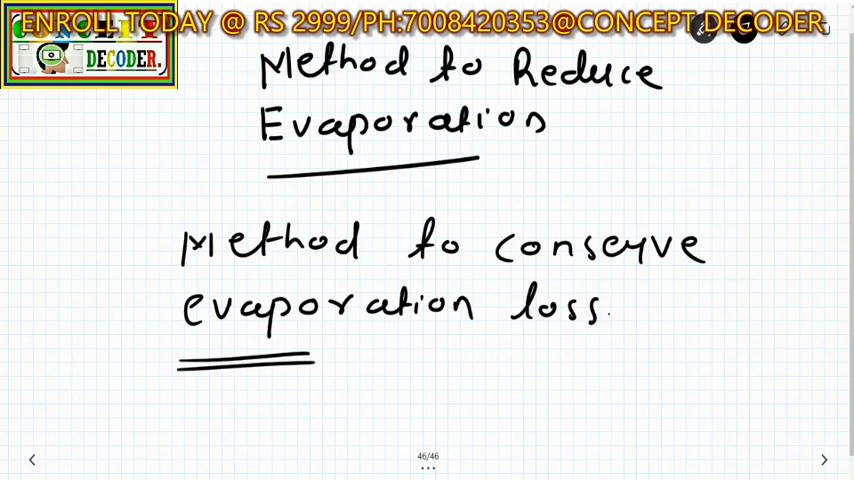 ENROLL TODAY @ RS 2999/PH:7008420353@CONCEPT DECODER.
DECODER.
Method to Reduce
Evaporation
Method to conserve
evaporation loss.
46/46